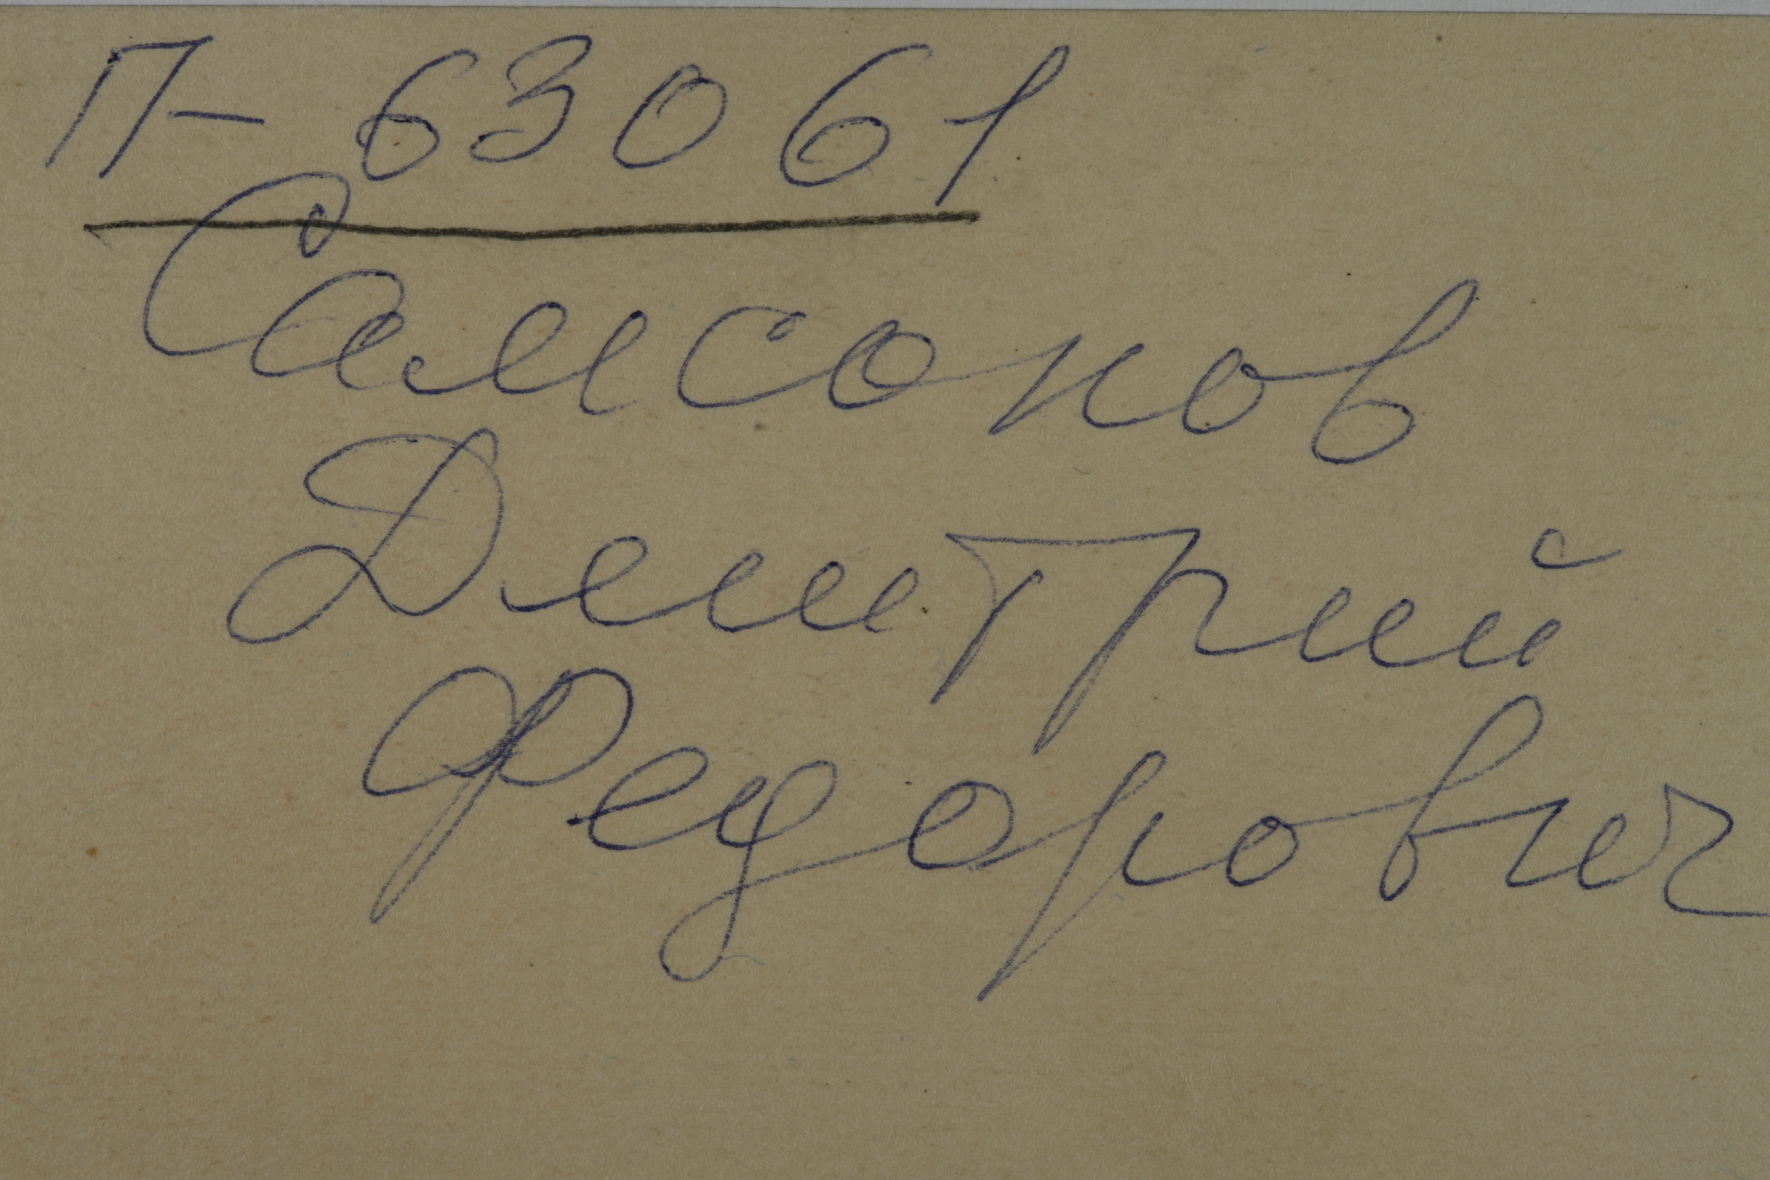 П- 63061
Самсонов
Дмитрий
Федорович